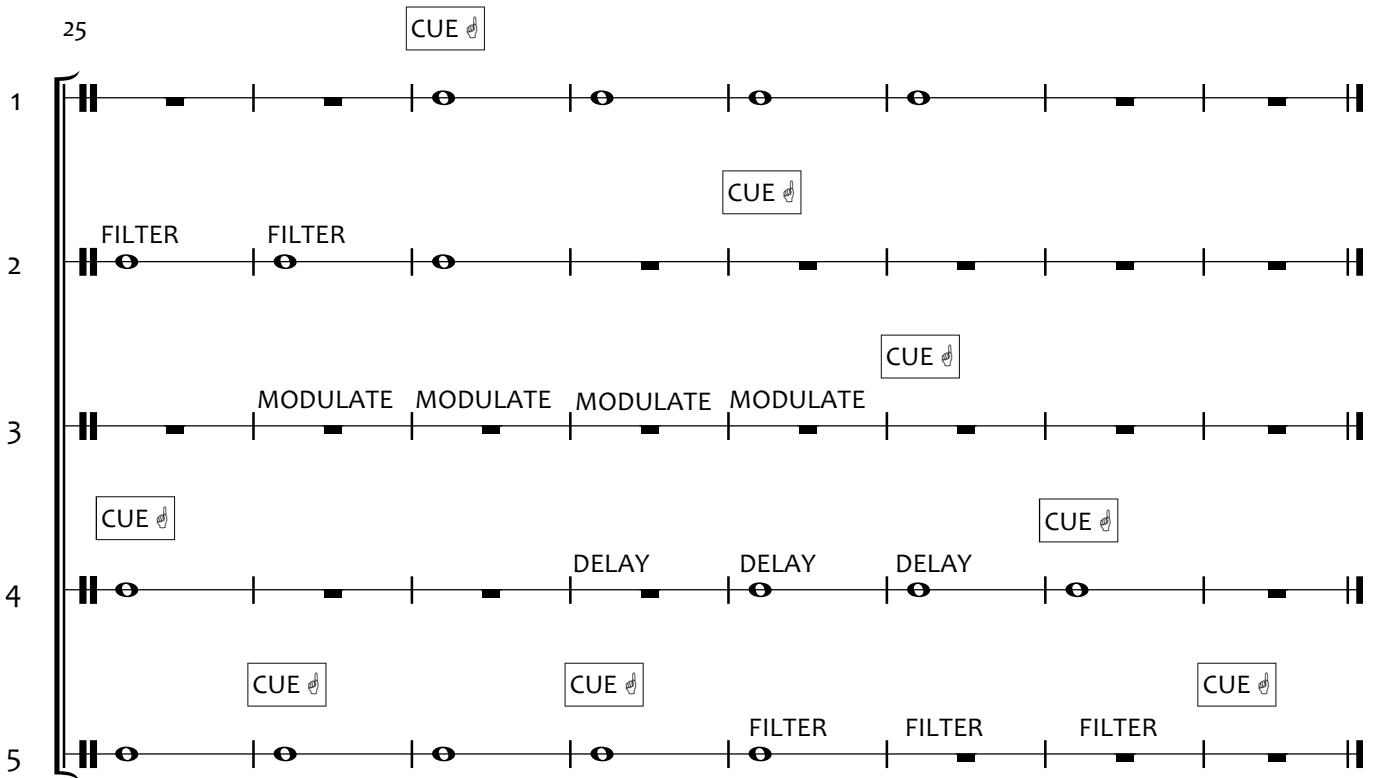 25
CUE ☝
1
CUE ☝
FILTER FILTER
2
CUE ☝
MODULATE MODULATE MODULATE MODULATE
3
CUE ☝ CUE ☝
DELAY DELAY DELAY
4
CUE ☝ CUE ☝ CUE ☝
FILTER FILTER FILTER
5